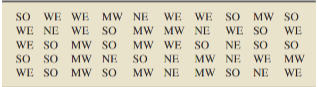 SO WE WE MW NE WE WE SO MW SO
WE NE WE SO MW MW NE WE SO WE
WE SO MW SO MW WE SO NE SO SO
SO SO MW NE SO NE MW NE WE MW
WE SO MW SO MW NE MW SO NE WE